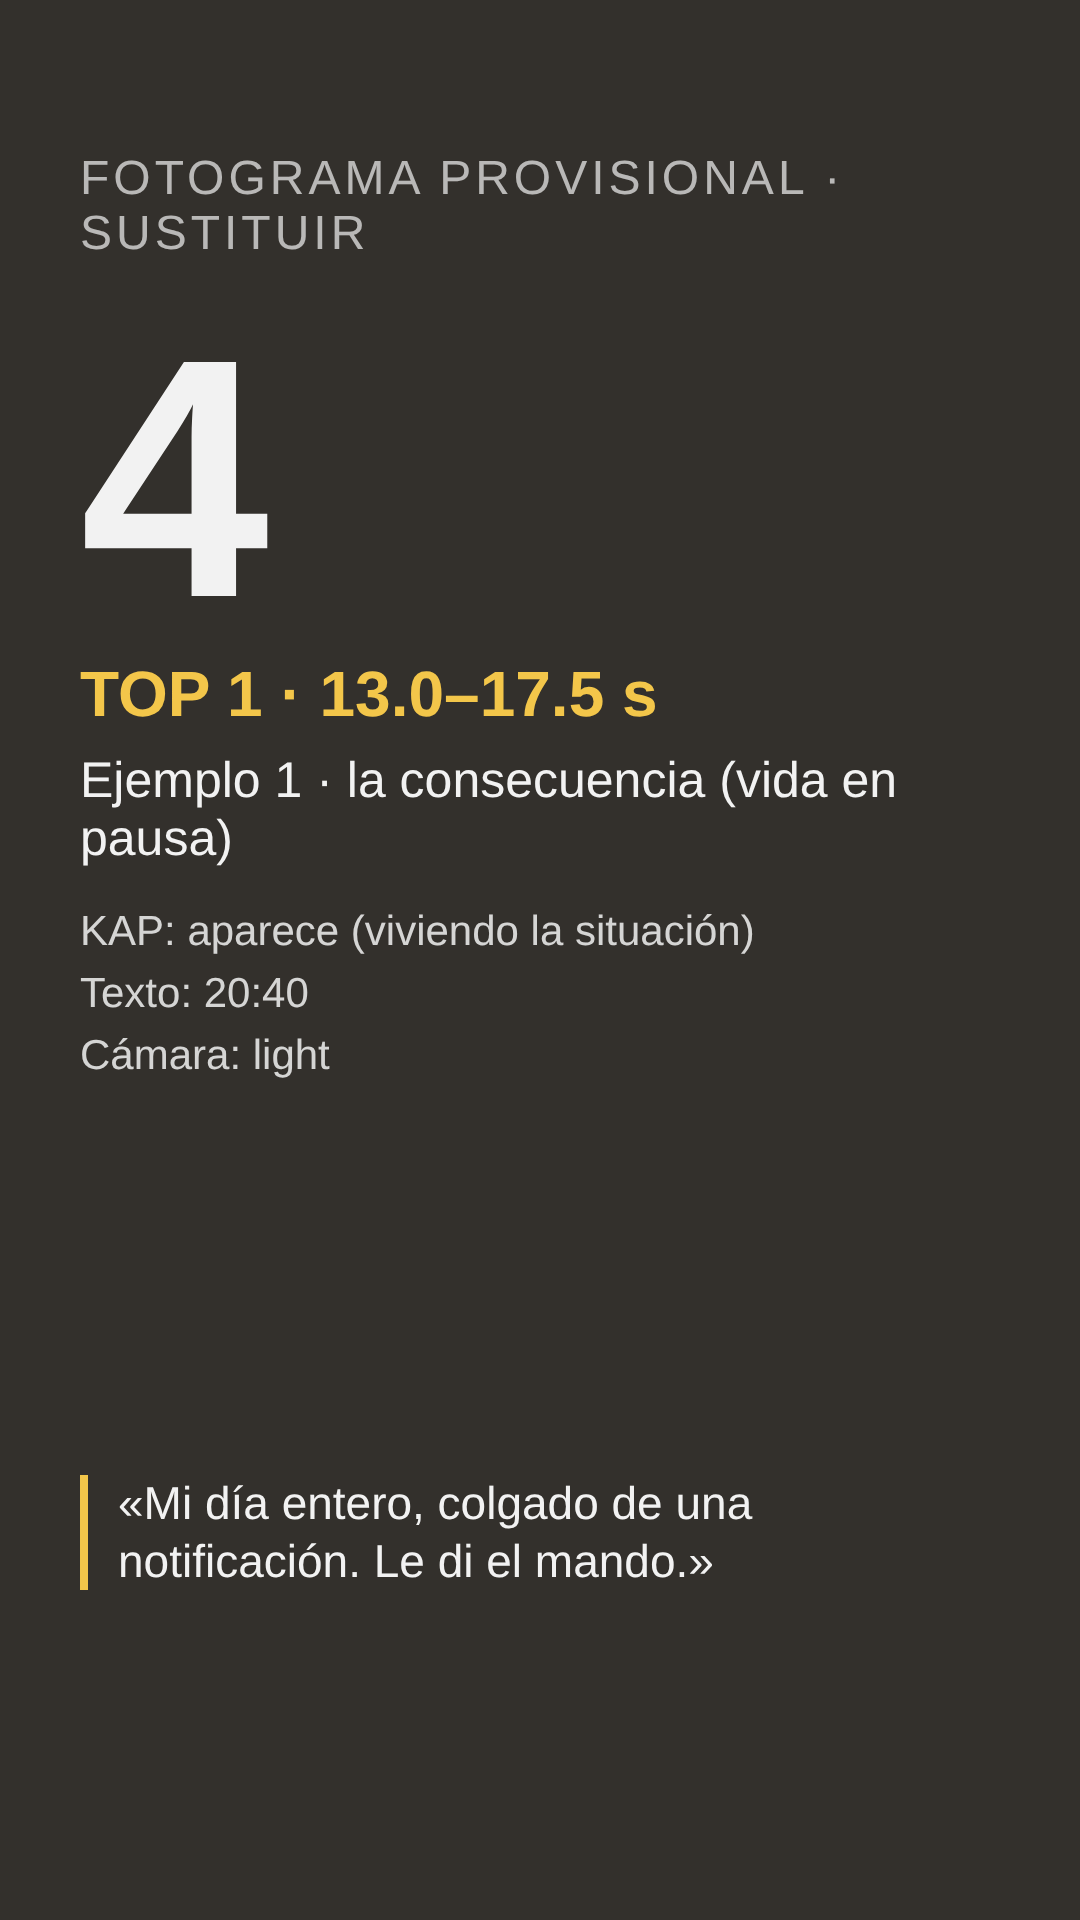 FOTOGRAMA PROVISIONAL ·
SUSTITUIR
4
TOP 1 · 13.0–17.5 s
Ejemplo 1 · la consecuencia (vida en
pausa)
KAP: aparece (viviendo la situación)
Texto: 20:40
Cámara: light
«Mi día entero, colgado de una
notificación. Le di el mando.»